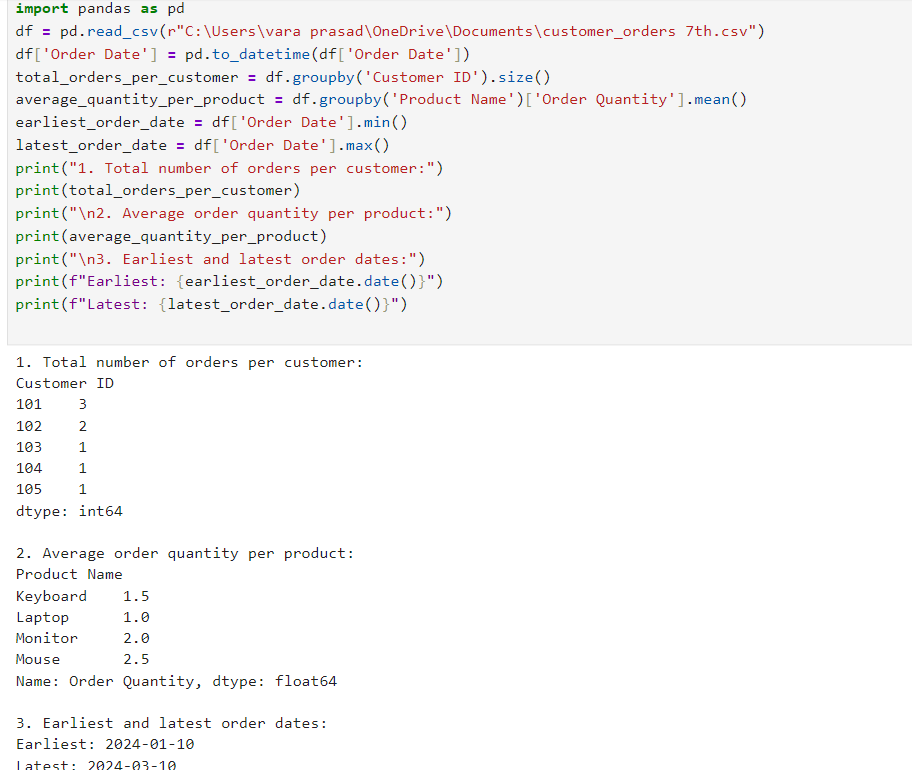 import pandas as pd
df = pd.read_csv(r"C:\Users\vara prasad\OneDrive\Documents\customer_orders 7th.csv")
df['Order Date'] = pd.to_datetime(df['Order Date'])
total_orders_per_customer = df.groupby('Customer ID').size()
average_quantity_per_product = df.groupby('Product Name')['Order Quantity'].mean()
earliest_order_date = df['Order Date'].min()
latest_order_date = df['Order Date'].max()
print("1. Total number of orders per customer:")
print(total_orders_per_customer)
print("\n2. Average order quantity per product:")
print(average_quantity_per_product)
print("\n3. Earliest and latest order dates:")
print(f"Earliest: {earliest_order_date.date()}")
print(f"Latest: {latest_order_date.date()}")
1. Total number of orders per customer:
Customer ID
101    3
102    2
103    1
104    1
105    1
dtype: int64
2. Average order quantity per product:
Product Name
Keyboard    1.5
Laptop      1.0
Monitor     2.0
Mouse       2.5
Name: Order Quantity, dtype: float64
3. Earliest and latest order dates:
Earliest: 2024-01-10
Latest: 2024-03-10